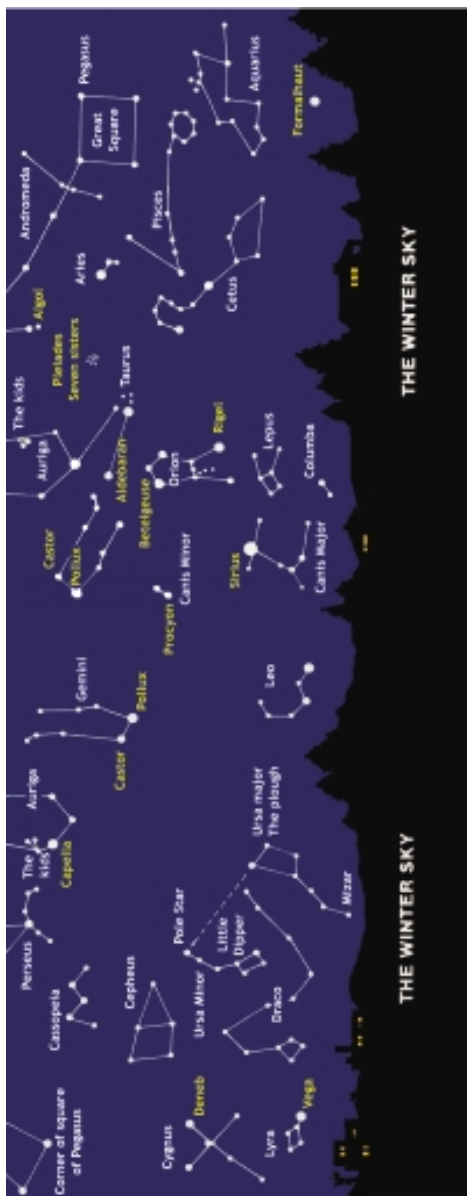 Corner of square
of Pegasus
Cassopeia
Perseus
The
kids
Capella
Auriga
Gemini
Cepheus
Castor
Pollux
Cygnus
Deneb
Ursa Minor
Pole Star
Little
Dipper
Lyra
Vega
Draco
Ursa major
The plough
Leo
Mizar
THE WINTER SKY
The kids
Auriga
Algol
Andromeda
Castor
Pollux
Pleiades
Seven sisters
Aries
Pegasus
Great
Square
Aldebaran
Taurus
Betelgeuse
Orion
Pisces
Procyon
Canis Minor
Rigel
Cetus
Aquarius
Sirius
Lepus
Canis Major
Columba
Formalhaut
THE WINTER SKY